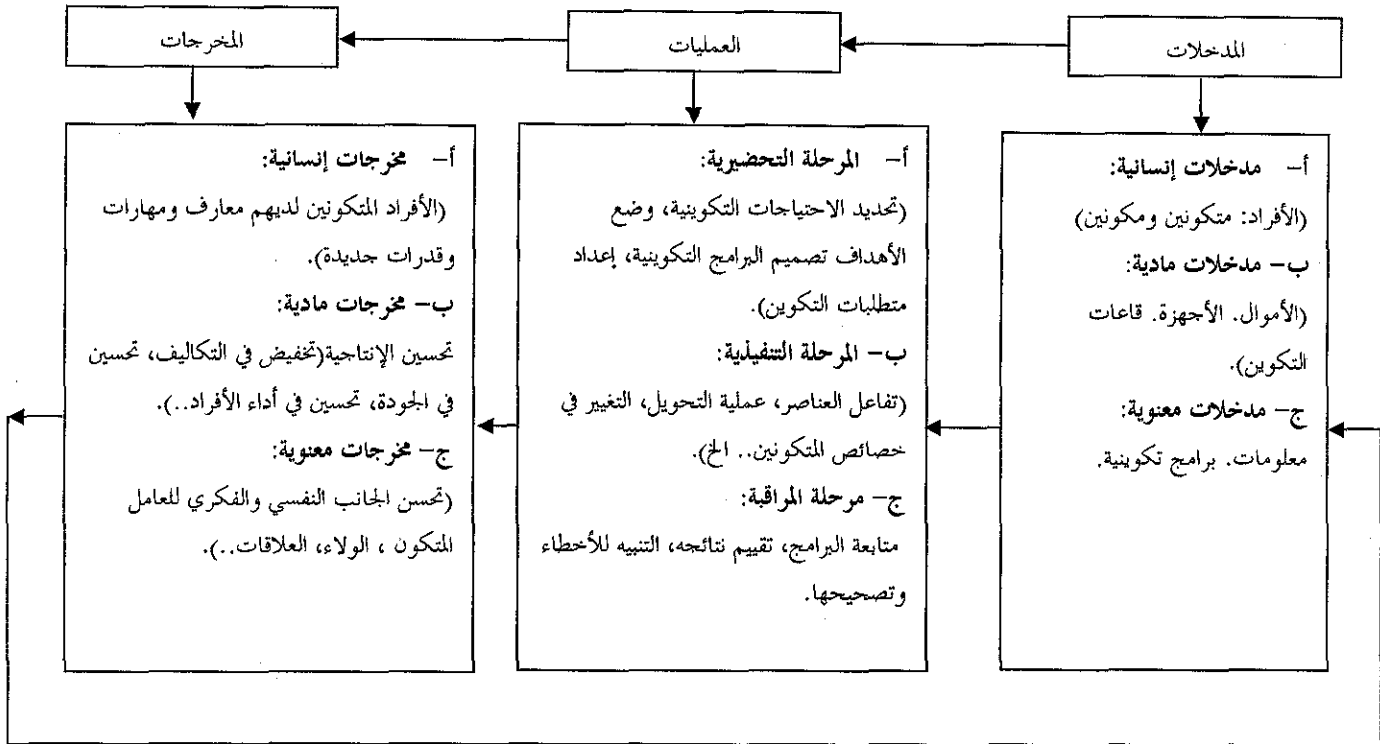 المدخلات
العمليات
المخرجات
أ– مدخلات إنسانية:
(الأفراد: متكونين ومكونين)
ب– مدخلات مادية:
(الأموال. الأجهزة. قاعات
التكوين).
ج– مدخلات معنوية:
معلومات. برامج تكوينية.
أ– المرحلة التحضيرية:
(تحديد الاحتياجات التكوينية، وضع
الأهداف تصميم البرامج التكوينية، إعداد
متطلبات التكوين).
ب– المرحلة التنفيذية:
(تفاعل العناصر، عملية التحويل، التغيير في
خصائص المتكونين.. الخ).
ج– مرحلة المراقبة:
متابعة البرامج، تقييم نتائجه، التنبيه للأخطاء
وتصحيحها.
أ– مخرجات إنسانية:
(الأفراد المتكونين لديهم معارف ومهارات
وقدرات جديدة).
ب– مخرجات مادية:
تحسين الإنتاجية(تخفيض في التكاليف، تحسين
في الجودة، تحسين في أداء الأفراد..).
ج– مخرجات معنوية:
(تحسن الجانب النفسي والفكري للعامل
المتكون ، الولاء، العلاقات..).